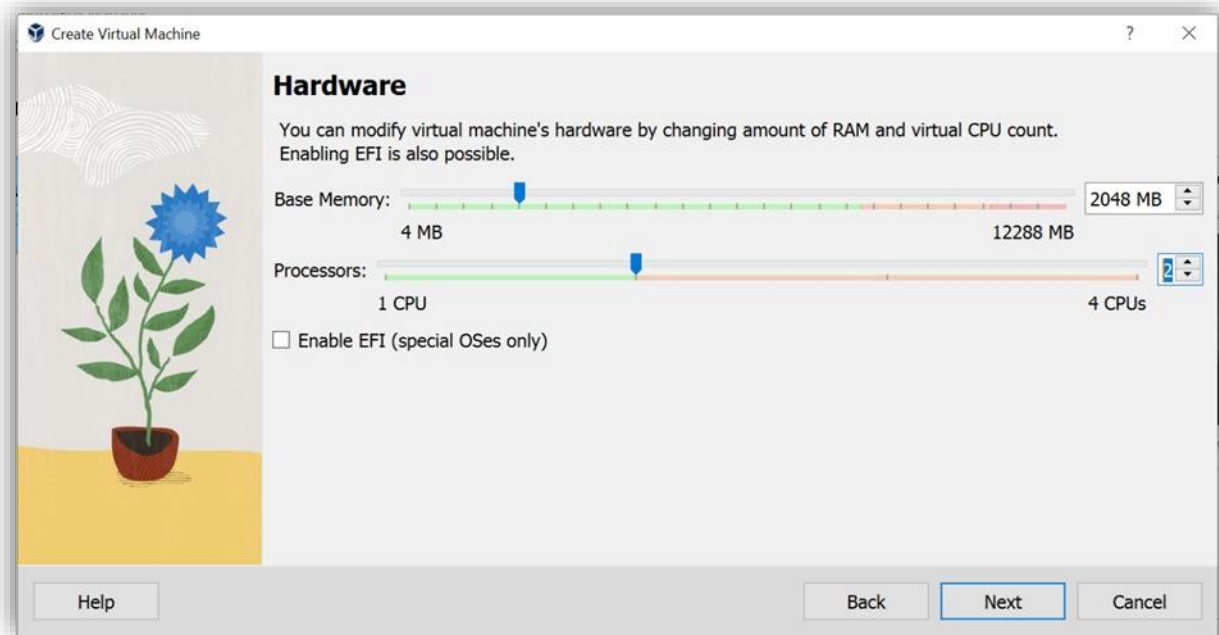 Create Virtual Machine
?
Hardware
You can modify virtual machine's hardware by changing amount of RAM and virtual CPU count.
Enabling EFI is also possible.
Base Memory:
2048 MB
4 MB
12288 MB
Processors:
2
1 CPU
4 CPUs
Enable EFI (special OSes only)
Help
Back
Next
Cancel